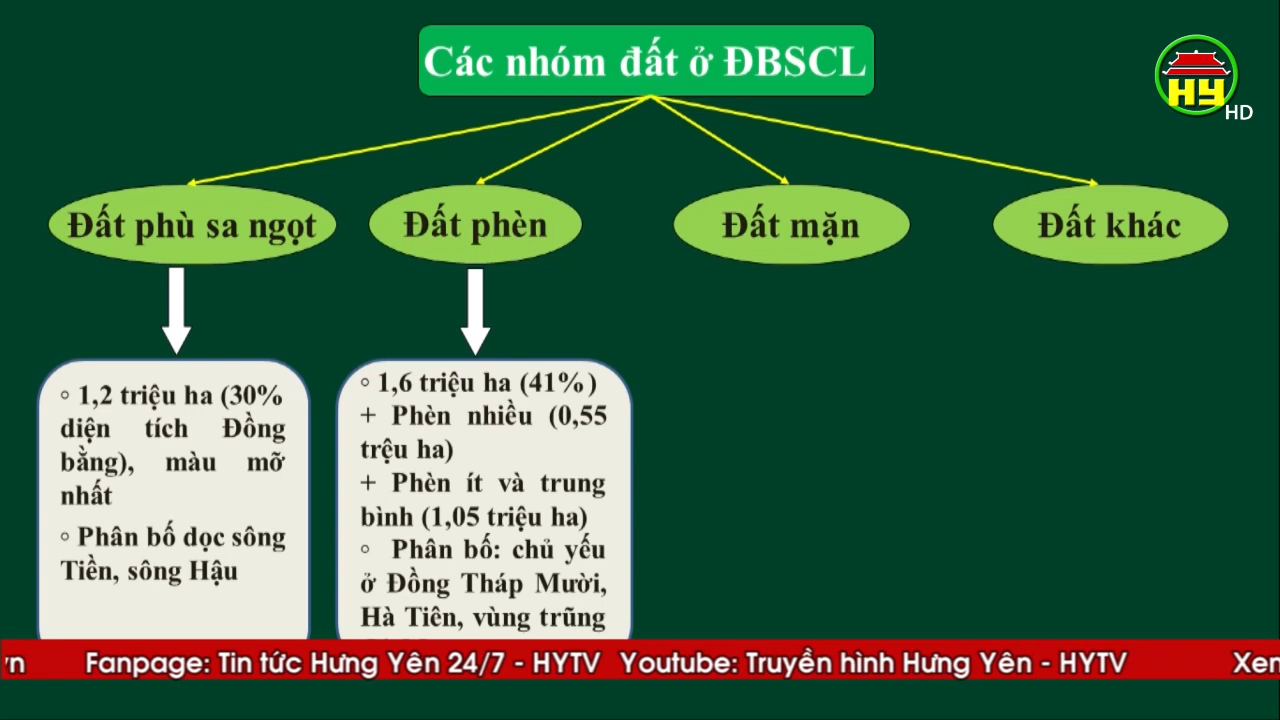 Các nhóm đất ở ĐBSCL
HY
HD
Đất phù sa ngọt
Đất phèn
Đất mặn
Đất khác
◦ 1,2 triệu ha (30%
diện tích Đồng
bằng), màu mỡ
nhất
◦ Phân bố dọc sông
Tiền, sông Hậu
◦ 1,6 triệu ha (41%)
+ Phèn nhiều (0,55
trệu ha)
+ Phèn ít và trung
bình (1,05 triệu ha)
◦ Phân bố: chủ yếu
ở Đồng Tháp Mười,
Hà Tiên, vùng trũng
Fanpage: Tin tức Hưng Yên 24/7 - HYTV Youtube: Truyền hình Hưng Yên - HYTV